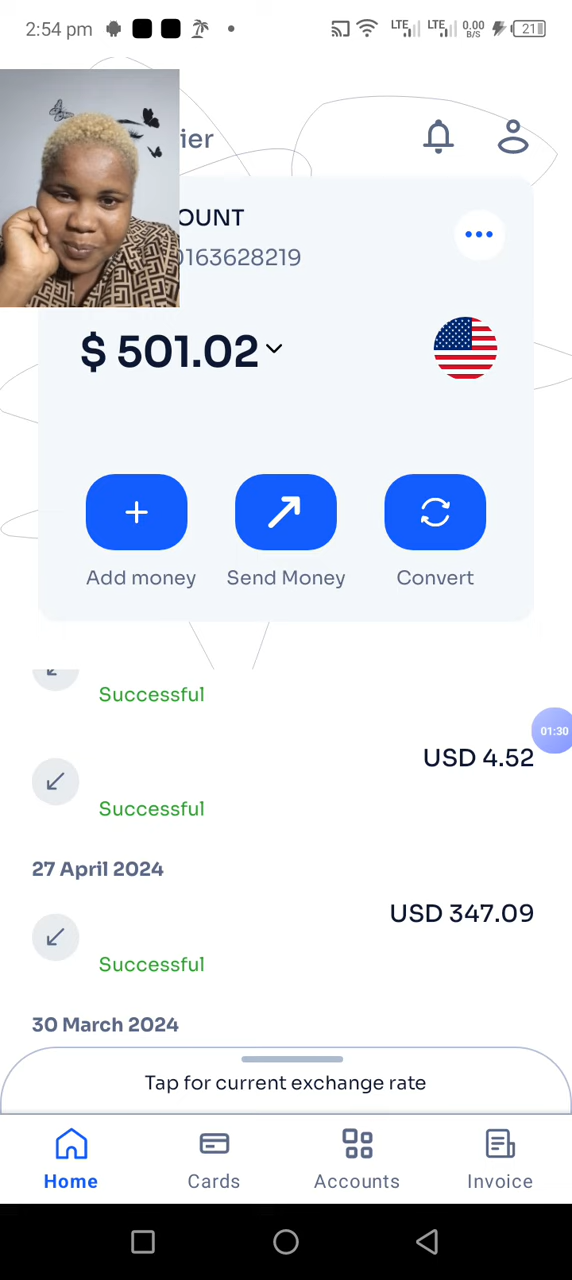 2:54 pm
LTE LTE 0.00 B/S 21
ier
OUNT
0163628219
$ 501.02
Add money Send Money Convert
Successful
01:30
USD 4.52
Successful
27 April 2024
USD 347.09
Successful
30 March 2024
Tap for current exchange rate
Home Cards Accounts Invoice